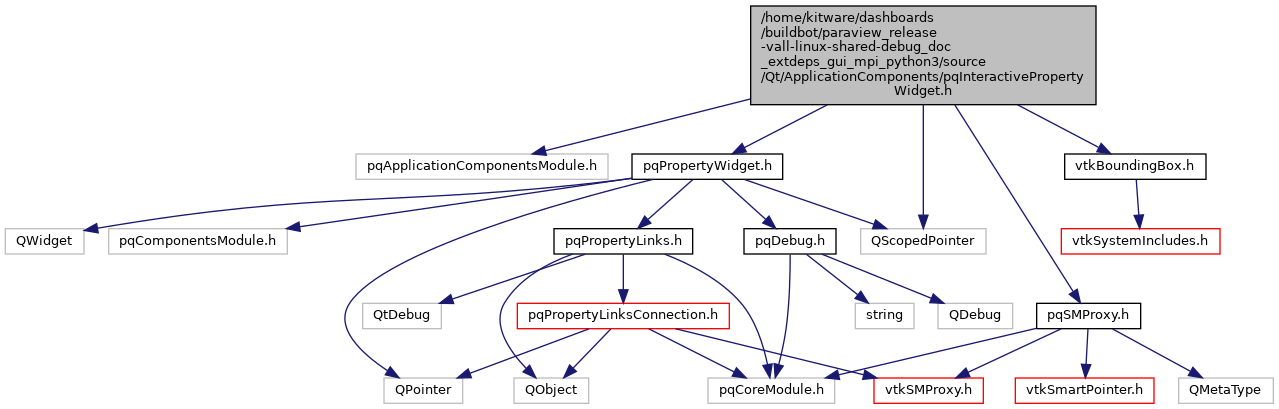 /home/kitware/dashboards
/buildbot/paraview_release
-vall-linux-shared-debug_doc
_extdeps_gui_mpi_python3/source
/Qt/ApplicationComponents/pqInteractiveProperty
Widget.h
pqApplicationComponentsModule.h
pqPropertyWidget.h
vtkBoundingBox.h
QWidget
pqComponentsModule.h
pqPropertyLinks.h
pqDebug.h
QScopedPointer
vtkSystemIncludes.h
QtDebug
pqPropertyLinksConnection.h
string
QDebug
pqSMProxy.h
QPointer
QObject
pqCoreModule.h
vtkSMProxy.h
vtkSmartPointer.h
QMetaType